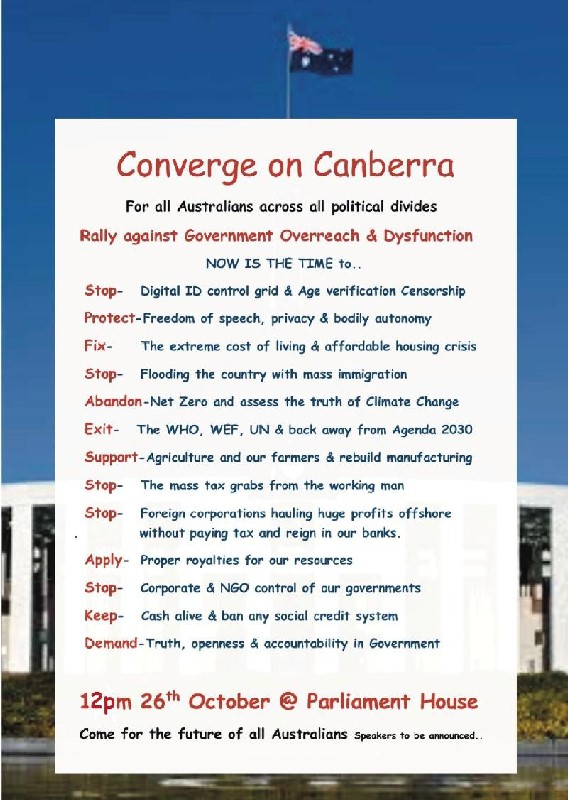 Converge on Canberra
For all Australians across all political divides
Rally against Government Overreach & Dysfunction
NOW IS THE TIME to..
Stop- Digital ID control grid & Age verification Censorship
Protect-Freedom of speech, privacy & bodily autonomy
Fix- The extreme cost of living & affordable housing crisis
Stop- Flooding the country with mass immigration
Abandon-Net Zero and assess the truth of Climate Change
Exit- The WHO, WEF, UN & back away from Agenda 2030
Support-Agriculture and our farmers & rebuild manufacturing
Stop- The mass tax grabs from the working man
Stop- Foreign corporations hauling huge profits offshore
. without paying tax and reign in our banks.
Apply- Proper royalties for our resources
Stop- Corporate & NGO control of our governments
Keep- Cash alive & ban any social credit system
Demand-Truth, openness & accountability in Government
12pm 26th October @ Parliament House
Come for the future of all Australians Speakers to be announced..